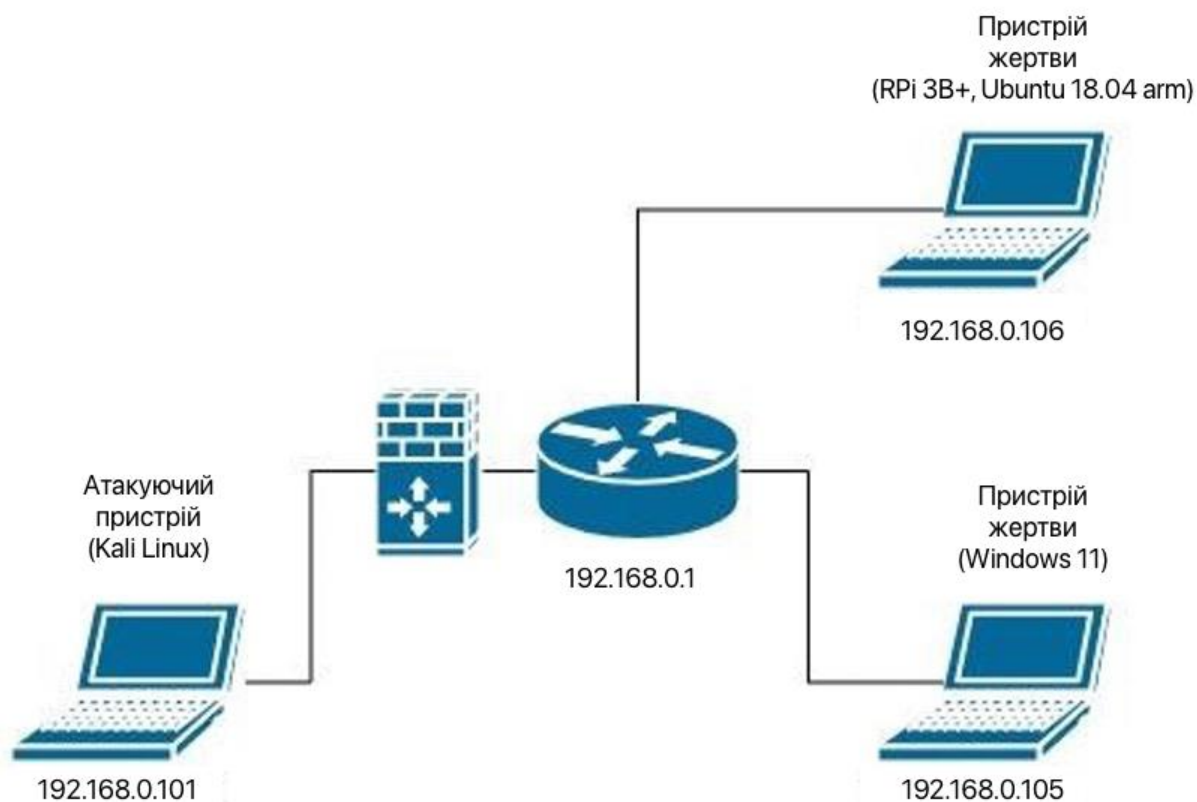 Пристрій
жертви
(RPi 3B+, Ubuntu 18.04 arm)
192.168.0.106
Атакуючий
пристрій
(Kali Linux)
192.168.0.101
192.168.0.1
Пристрій
жертви
(Windows 11)
192.168.0.105